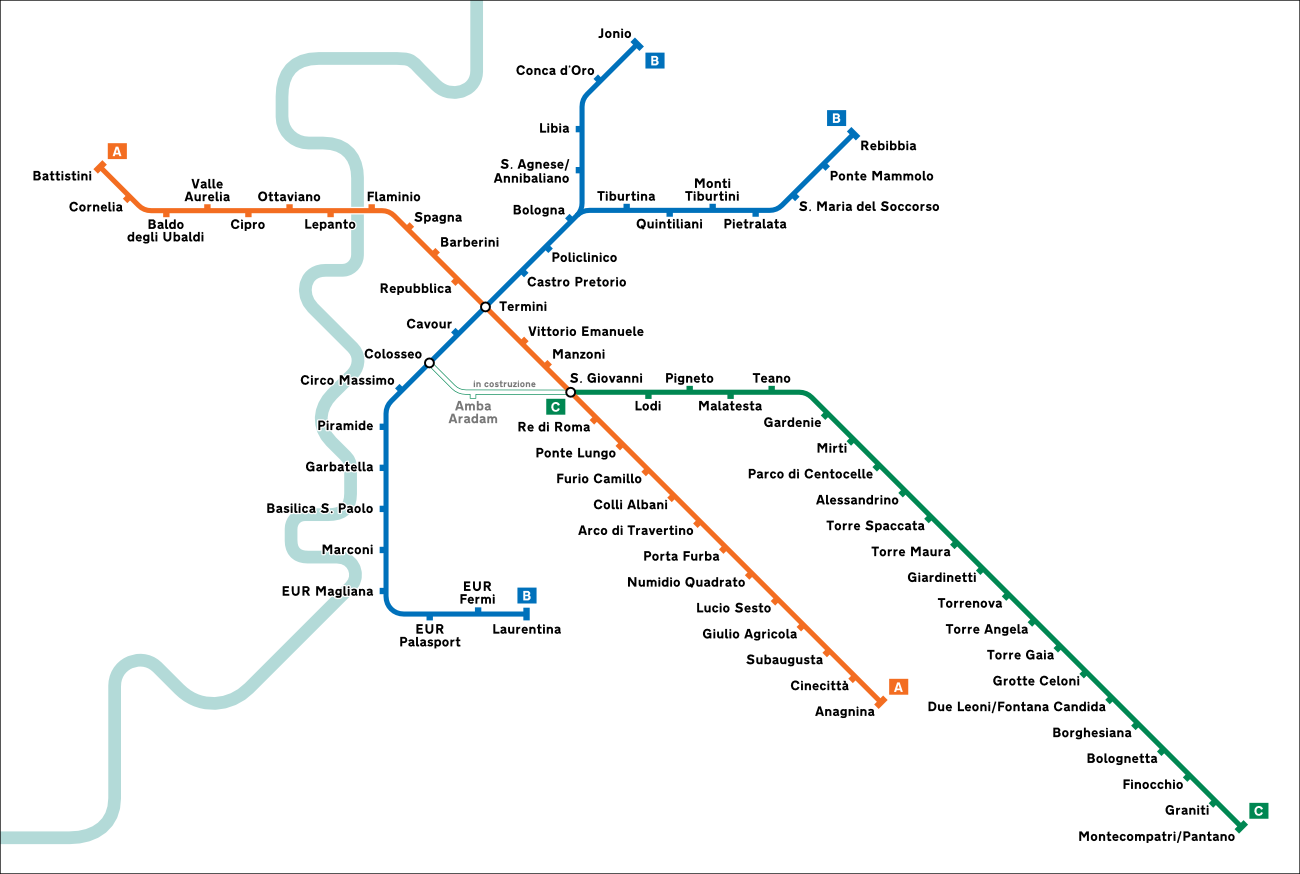 Jonio
B
Conca d'Oro
Libia
S. Agnese/
Annibaliano
Bologna
B
Rebibbia
Ponte Mammolo
S. Maria del Soccorso
Monti
Tiburtini
Tiburtina
Quintiliani
Pietralata
A
Battistini
Cornelia
Valle
Aurelia
Ottaviano
Flaminio
Baldo
degli Ubaldi
Cipro
Lepanto
Spagna
Barberini
Repubblica
Policlinico
Castro Pretorio
Termini
Cavour
Vittorio Emanuele
Colosseo
Manzoni
Circo Massimo
in costruzione
Amba
Aradam
S. Giovanni
C
Pigneto
Teano
Lodi
Malatesta
Piramide
Garbatella
Basilica S. Paolo
Marconi
EUR Magliana
EUR
Fermi
B
EUR
Palasport
Laurentina
Re di Roma
Ponte Lungo
Furio Camillo
Colli Albani
Arco di Travertino
Porta Furba
Numidio Quadrato
Lucio Sesto
Giulio Agricola
Subaugusta
Cinecittà
A
Anagnina
Gardenie
Mirti
Parco di Centocelle
Alessandrino
Torre Spaccata
Torre Maura
Giardinetti
Torrenova
Torre Angela
Torre Gaia
Grotte Celoni
Due Leoni/Fontana Candida
Borghesiana
Bolognetta
Finocchio
Graniti
C
Montecompatri/Pantano